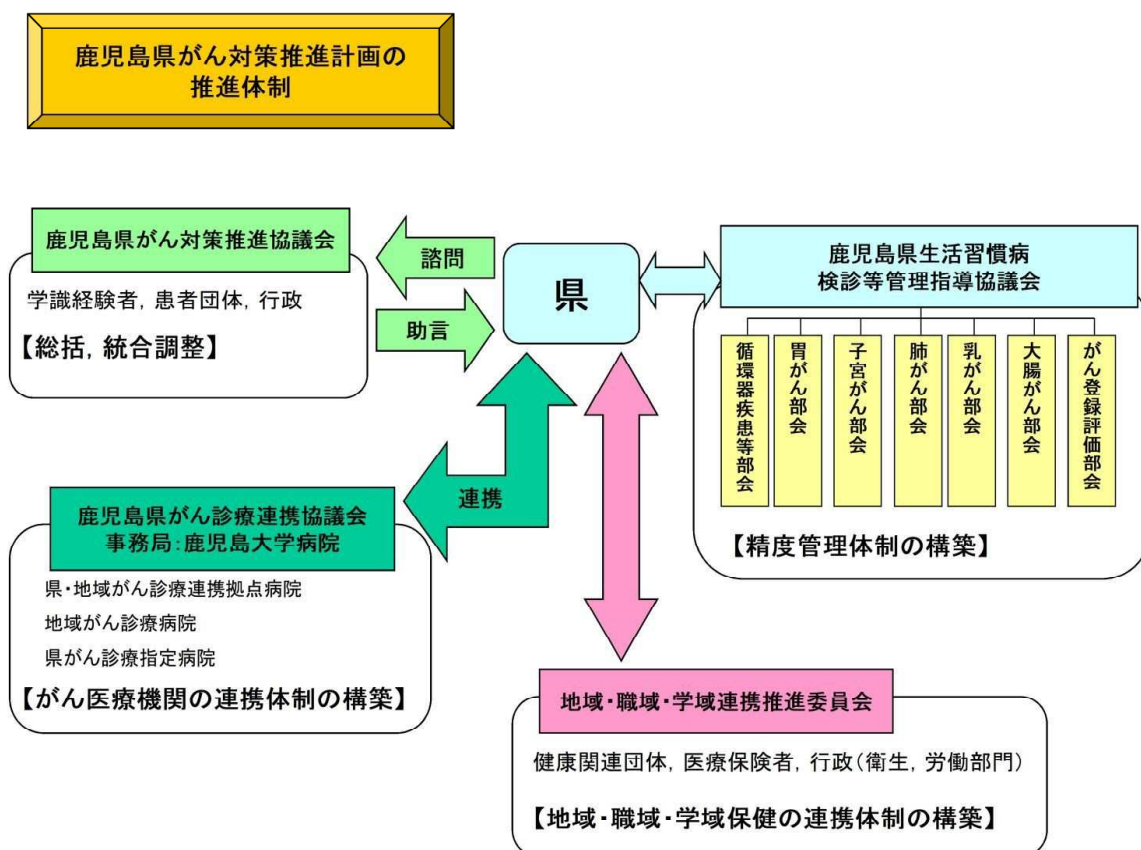 鹿児島県がん対策推進計画の
推進体制
鹿児島県がん対策推進協議会
学識経験者, 患者団体, 行政
【総括, 統合調整】
諮問
助言
県
鹿児島県生活習慣病
検診等管理指導協議会
循環器疾患等部会
胃がん部会
子宮がん部会
肺がん部会
乳がん部会
大腸がん部会
がん登録評価部会
【精度管理体制の構築】
連携
鹿児島県がん診療連携協議会
事務局:鹿児島大学病院
県・地域がん診療連携拠点病院
地域がん診療病院
県がん診療指定病院
【がん医療機関の連携体制の構築】
地域・職域・学域連携推進委員会
健康関連団体, 医療保険者, 行政(衛生, 労働部門)
【地域・職域・学域保健の連携体制の構築】